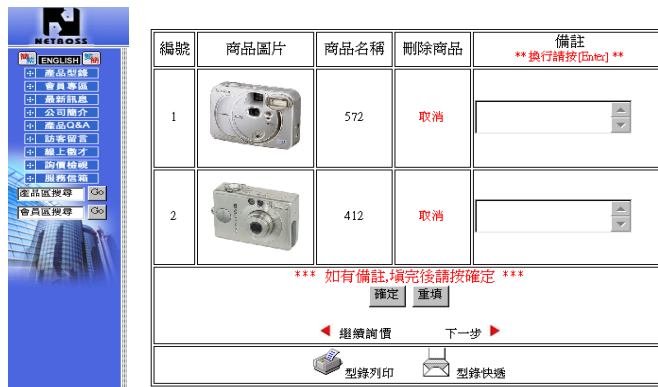 NETBOSS
簡 ENGLISH 繁簡
產品型錄
會員專區
最新訊息
公司簡介
產品Q&A
訪客留言
線上徵才
詢價檢視
服務信箱
產品區搜尋 Go
會員區搜尋 Go
編號 商品圖片 商品名稱 刪除商品 備註
** 換行請按[Enter] **
1 572 取消
2 412 取消
*** 如有備註,填完後請按確定 ***
確定 重填
繼續詢價 下一步
型錄列印 型錄快遞